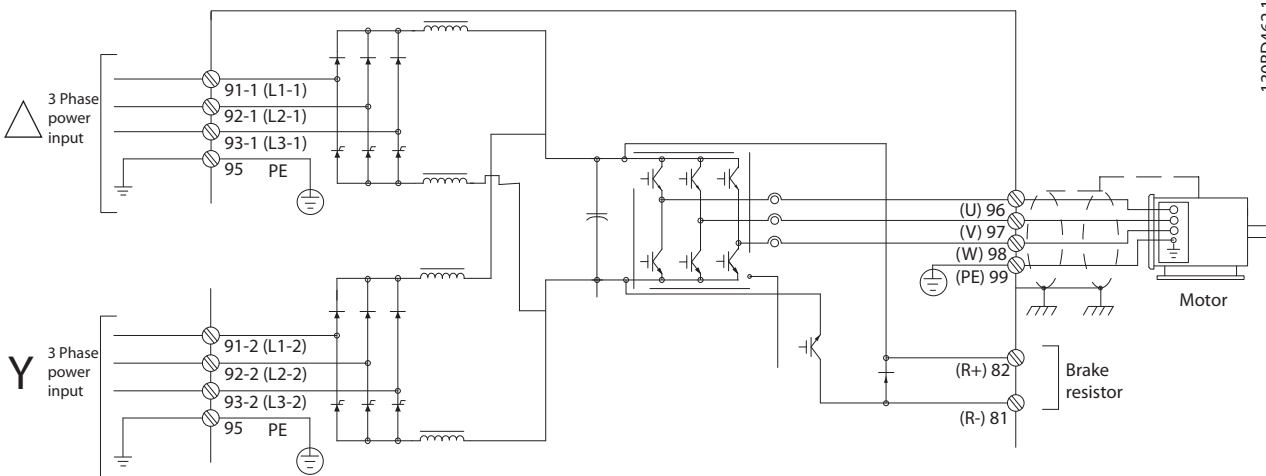 3 Phase
power
input
91-1 (L1-1)
92-1 (L2-1)
93-1 (L3-1)
95 PE
(U) 96
(V) 97
(W) 98
(PE) 99
Motor
Y
3 Phase
power
input
91-2 (L1-2)
92-2 (L2-2)
93-2 (L3-2)
95 PE
(R+) 82
Brake
resistor
(R-) 81